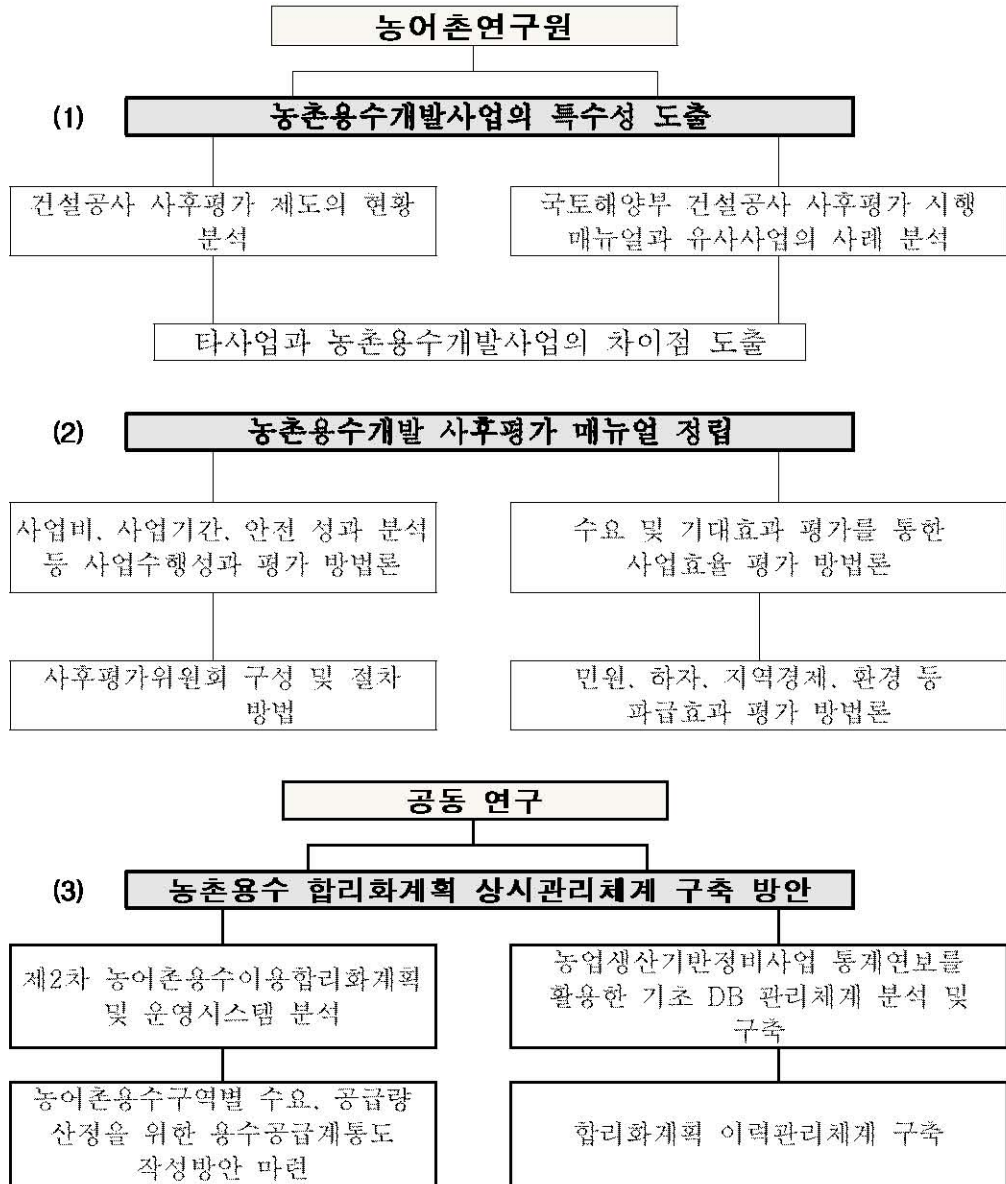 농어촌연구원
(1) 농촌용수개발사업의 특수성 도출
건설공사 사후평가 제도의 현황
분석
국토해양부 건설공사 사후평가 시행
매뉴얼과 유사사업의 사례 분석
타사업과 농촌용수개발사업의 차이점 도출
(2) 농촌용수개발 사후평가 매뉴얼 정립
사업비, 사업기간, 안전 성과 분석
등 사업수행성과 평가 방법론
수요 및 기대효과 평가를 통한
사업효율 평가 방법론
사후평가위원회 구성 및 절차
방법
민원, 하자, 지역경제, 환경 등
파급효과 평가 방법론
공동 연구
(3) 농촌용수 합리화계획 상시관리체계 구축 방안
제2차 농어촌용수이용합리화계획
및 운영시스템 분석
농업생산기반정비사업 통계연보를
활용한 기초 DB 관리체계 분석 및
구축
농어촌용수구역별 수요, 공급량
산정을 위한 용수공급계통도
작성방안 마련
합리화계획 이력관리체계 구축